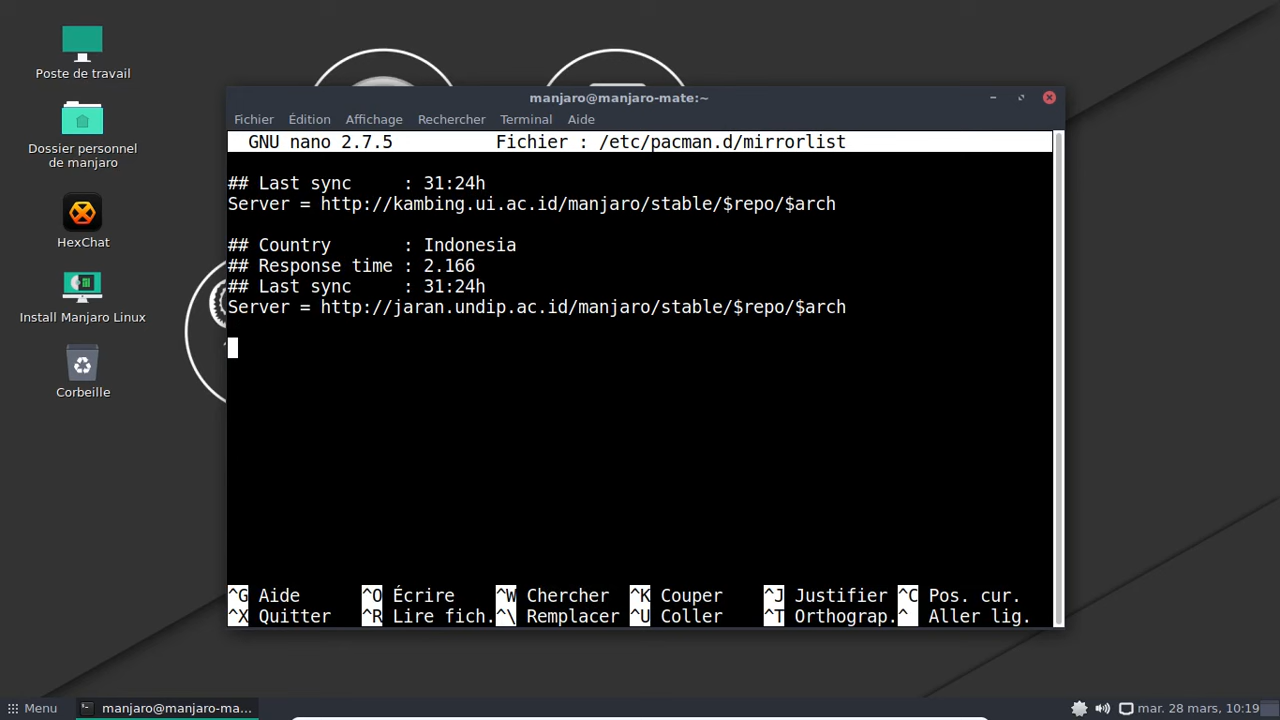 Poste de travail
Dossier personnel
de manjaro
HexChat
Install Manjaro Linux
Corbeille
manjaro@manjaro-mate:~
Fichier Édition Affichage Rechercher Terminal Aide
GNU nano 2.7.5 Fichier : /etc/pacman.d/mirrorlist
## Last sync : 31:24h
Server = http://kambing.ui.ac.id/manjaro/stable/$repo/$arch
## Country : Indonesia
## Response time : 2.166
## Last sync : 31:24h
Server = http://jaran.undip.ac.id/manjaro/stable/$repo/$arch
^G Aide ^O Écrire ^W Chercher ^K Couper ^J Justifier ^C Pos. cur.
^X Quitter ^R Lire fich. ^\ Remplacer ^U Coller ^T Orthograp. ^ Aller lig.
Menu manjaro@manjaro-ma... mar. 28 mars, 10:19